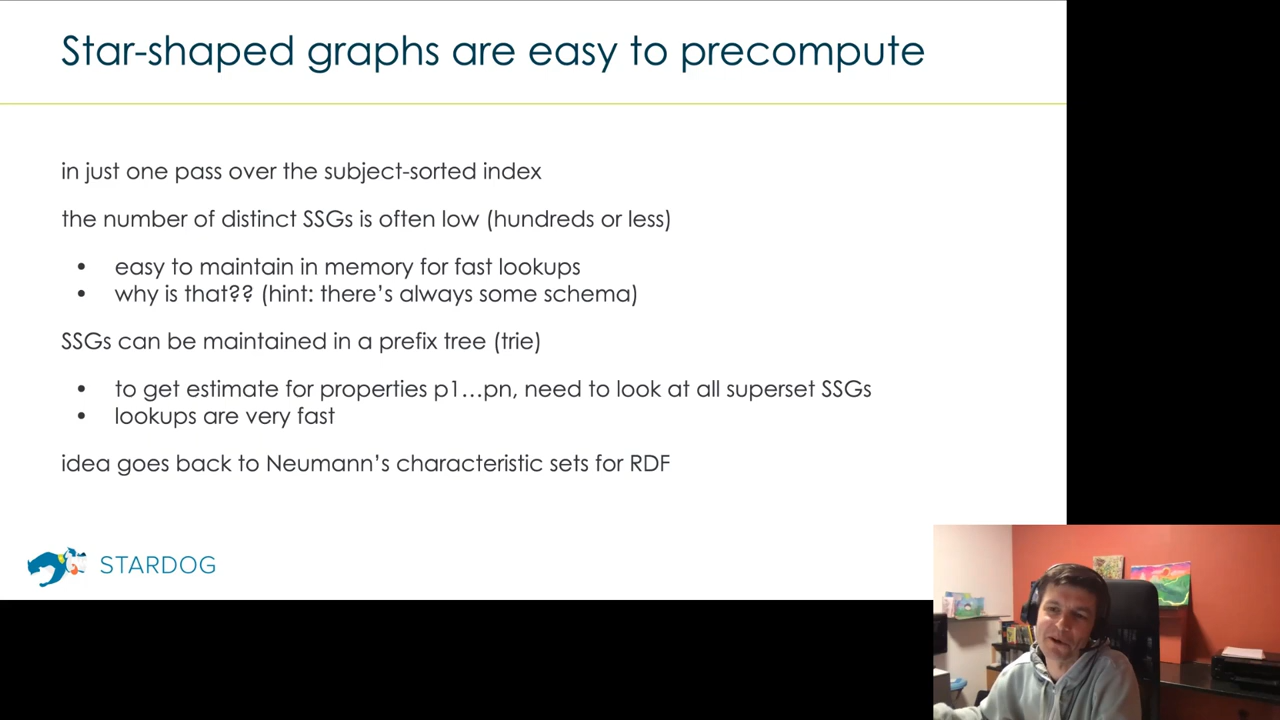 Star-shaped graphs are easy to precompute
in just one pass over the subject-sorted index
the number of distinct SSGs is often low (hundreds or less)
• easy to maintain in memory for fast lookups
• why is that?? (hint: there’s always some schema)
SSGs can be maintained in a prefix tree (trie)
• to get estimate for properties p1…pn, need to look at all superset SSGs
• lookups are very fast
idea goes back to Neumann’s characteristic sets for RDF
STARDOG